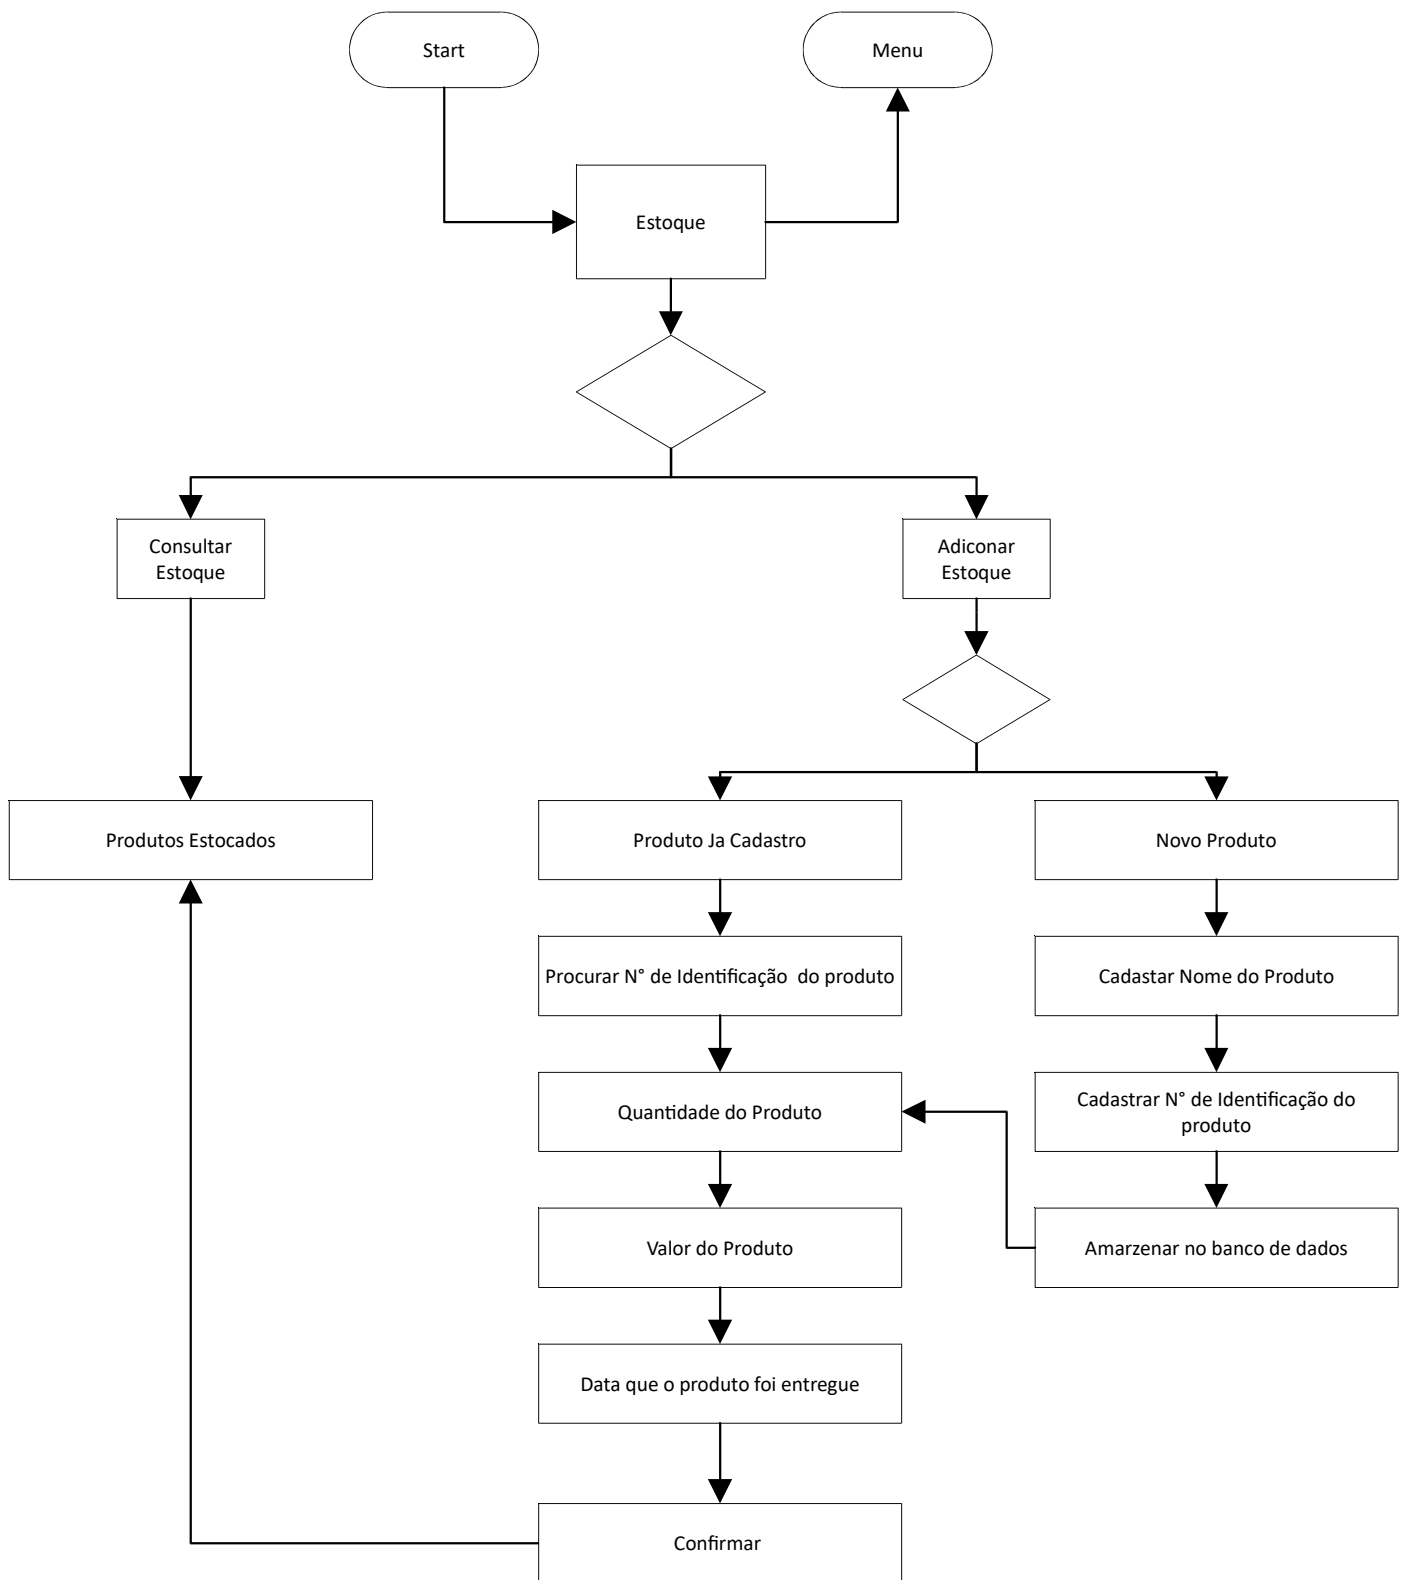 Start
Menu
Estoque
Consultar
Estoque
Adiconar
Estoque
Produtos Estocados
Produto Ja Cadastro
Novo Produto
Procurar N° de Identificação  do produto
Cadastar Nome do Produto
Quantidade do Produto
Cadastrar N° de Identificação do
produto
Valor do Produto
Amarzenar no banco de dados
Data que o produto foi entregue
Confirmar